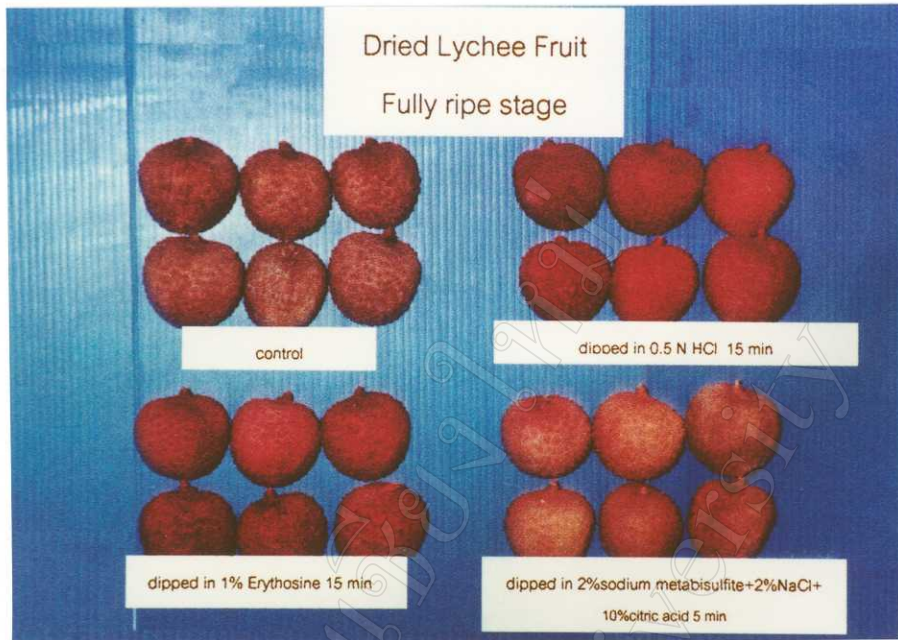 Dried Lychee Fruit
Fully ripe stage
control
dipped in 0.5 N HCl 15 min
dipped in 1% Erythosine 15 min
dipped in 2%sodium metabisulfite+2%NaCl+
10%citric acid 5 min